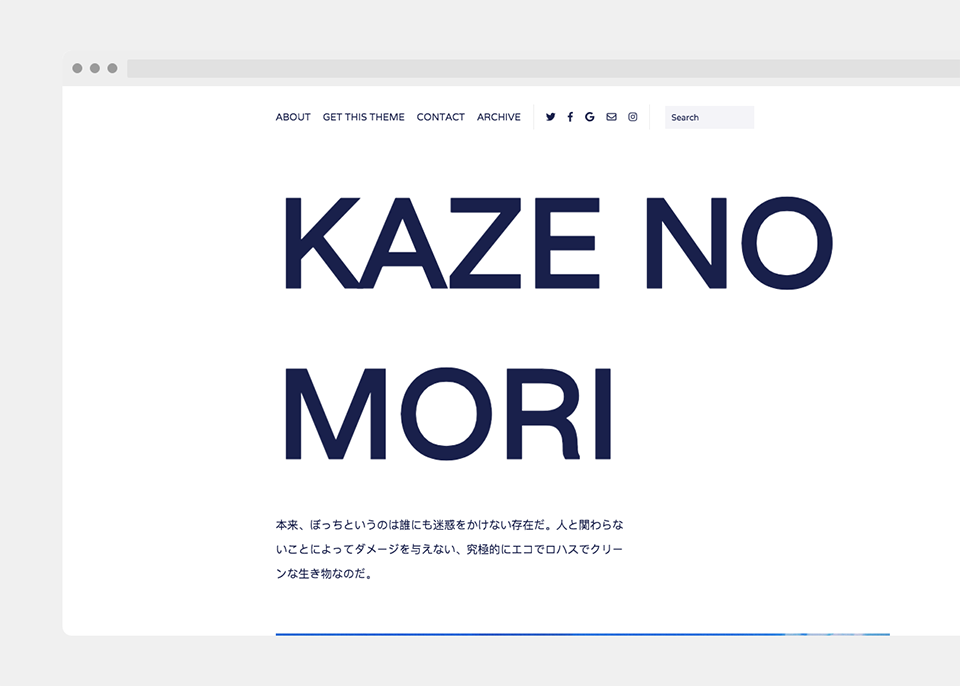 ABOUT GET THIS THEME CONTACT ARCHIVE Search
KAZE NO
MORI
本来、ぼっちというのは誰にも迷惑をかけない存在だ。人と関わらな
いことによってダメージを与えない、究極的にエコでロハスでクリー
ンな生き物なのだ。